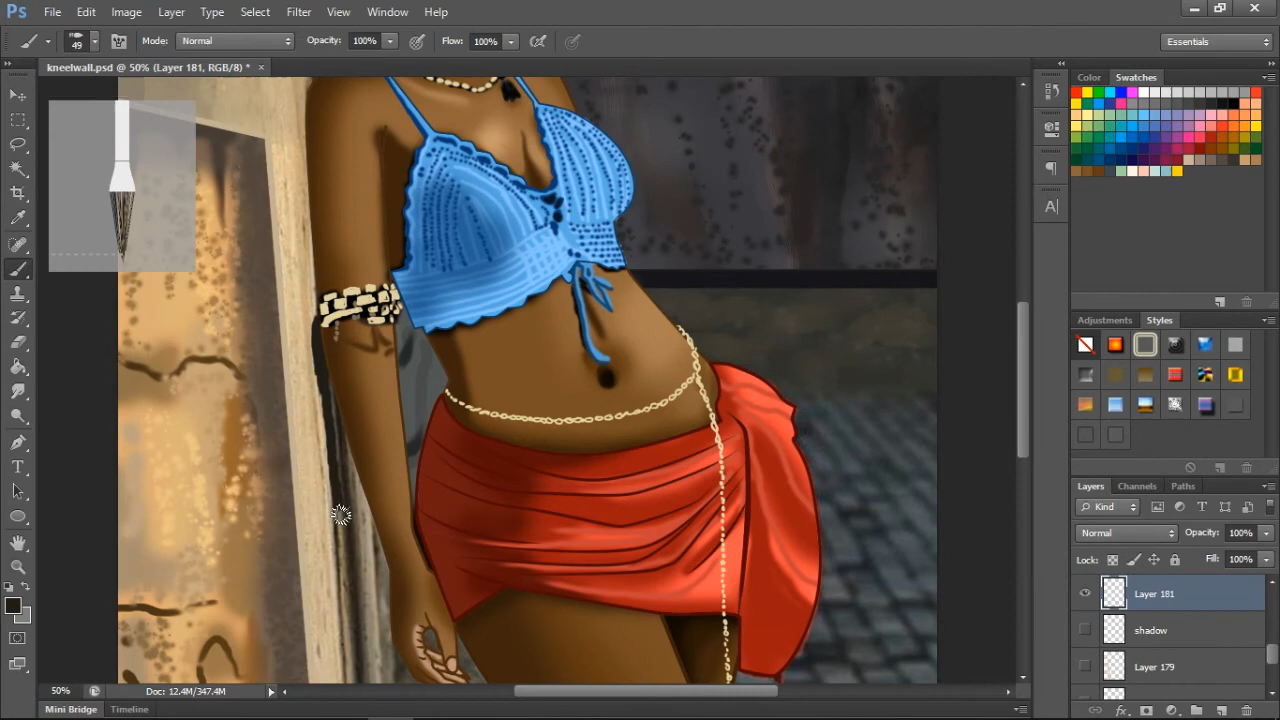 Ps File Edit Image Layer Type Select Filter View Window Help
49 Mode: Normal Opacity: 100% Flow: 100% Essentials
kneelwall.psd @ 50% (Layer 181, RGB/8) *
Color Swatches
A
Adjustments Styles
T
Layers Channels Paths
Kind
Normal Opacity: 100%
Lock: Fill: 100%
Layer 181
shadow
Layer 179
fx
50% Doc: 12.4M/347.4M
Mini Bridge Timeline